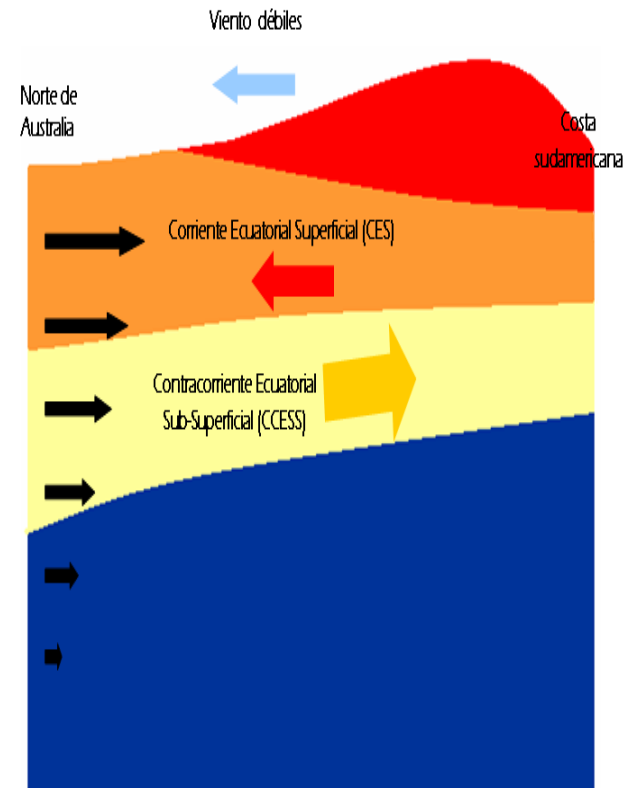 Viento débiles
Norte de
Australia
Costa
sudamericana
Corriente Ecuatorial Superficial (CES)
Contracorriente Ecuatorial
Sub-Superficial (CCESS)